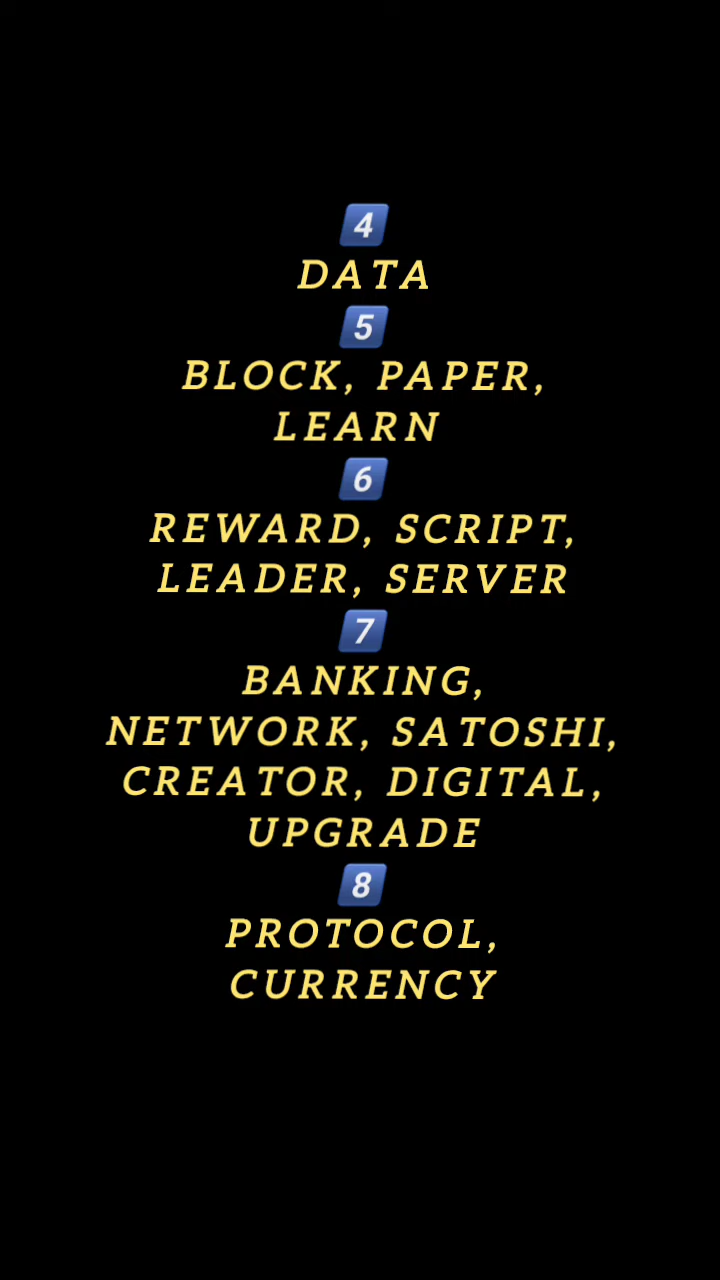 4
DATA
5
BLOCK, PAPER,
LEARN
6
REWARD, SCRIPT,
LEADER, SERVER
7
BANKING,
NETWORK, SATOSHI,
CREATOR, DIGITAL,
UPGRADE
8
PROTOCOL,
CURRENCY